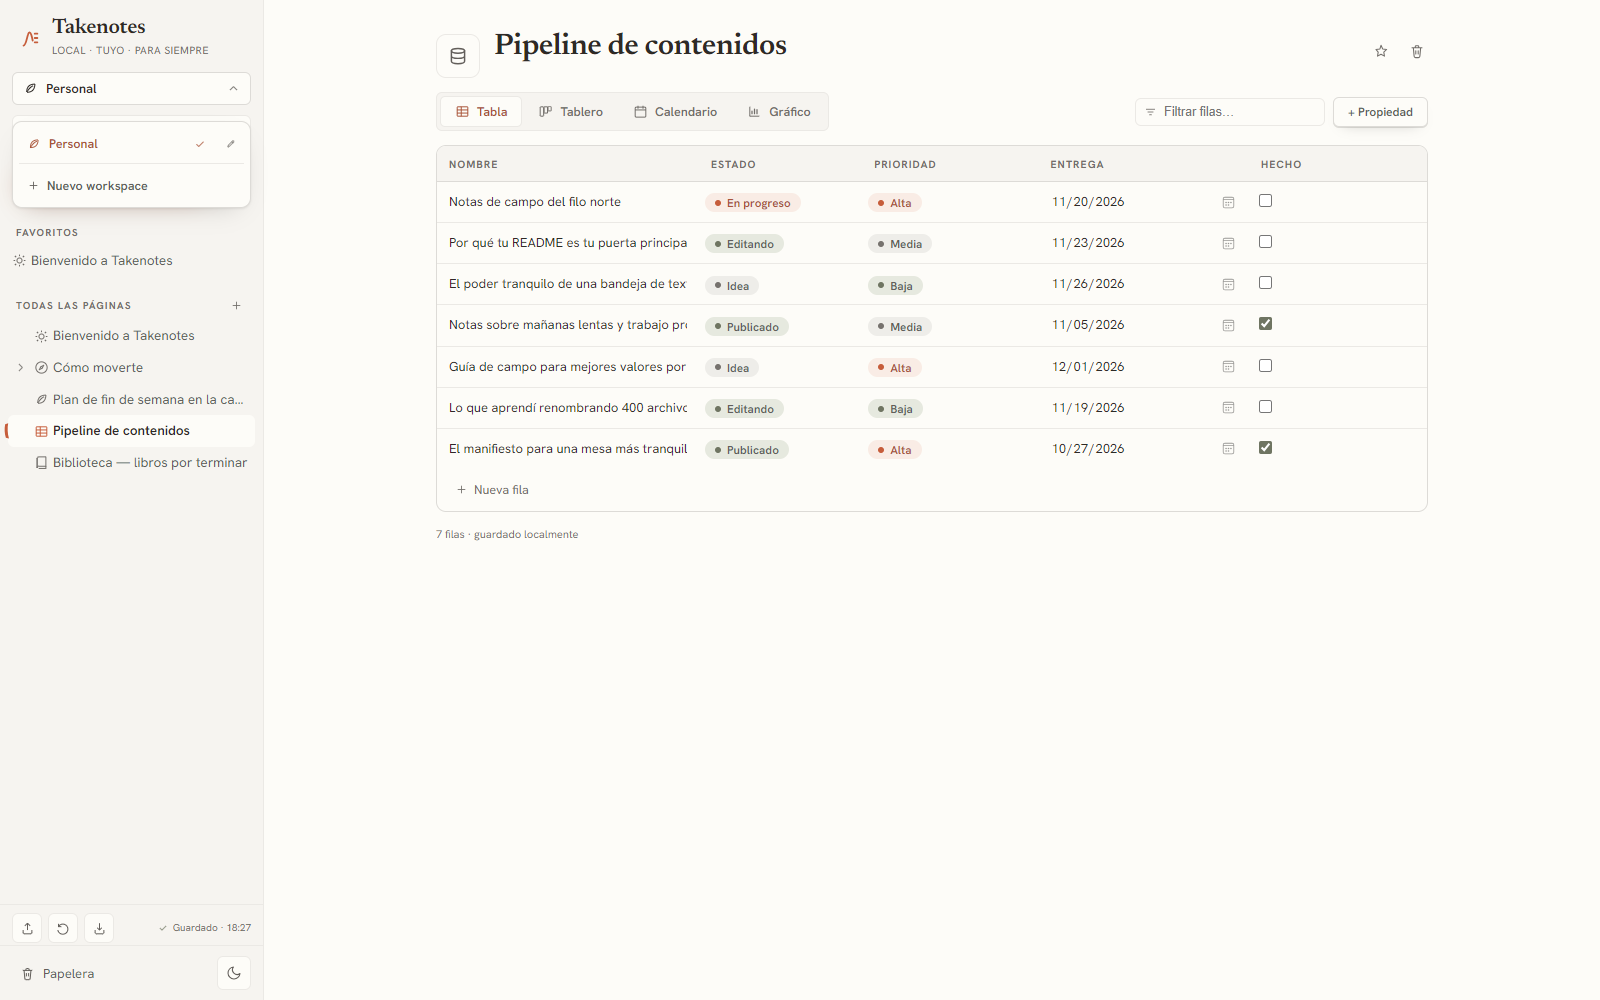 Takenotes
LOCAL · TUYO · PARA SIEMPRE
Personal
Personal
Nuevo workspace
FAVORITOS
Bienvenido a Takenotes
TODAS LAS PÁGINAS
Bienvenido a Takenotes
Cómo moverte
Plan de fin de semana en la ca...
Pipeline de contenidos
Biblioteca — libros por terminar
Guardado · 18:27
Papelera
Pipeline de contenidos
Tabla Tablero Calendario Gráfico
Filtrar filas...
+ Propiedad
NOMBRE ESTADO PRIORIDAD ENTREGA HECHO
Notas de campo del filo norte En progreso Alta 11/20/2026
Por qué tu README es tu puerta principa Editando Media 11/23/2026
El poder tranquilo de una bandeja de tex Idea Baja 11/26/2026
Notas sobre mañanas lentas y trabajo pro Publicado Media 11/05/2026
Guía de campo para mejores valores por Idea Alta 12/01/2026
Lo que aprendí renombrando 400 archivo Editando Baja 11/19/2026
El manifiesto para una mesa más tranquil Publicado Alta 10/27/2026
+ Nueva fila
7 filas · guardado localmente